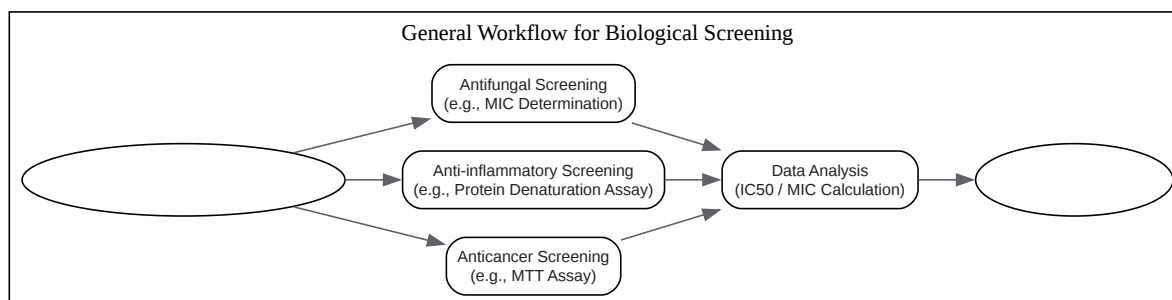 General Workflow for Biological Screening
Antifungal Screening
(e.g., MIC Determination)
Anti-inflammatory Screening
(e.g., Protein Denaturation Assay)
Anticancer Screening
(e.g., MTT Assay)
Data Analysis
(IC50 / MIC Calculation)